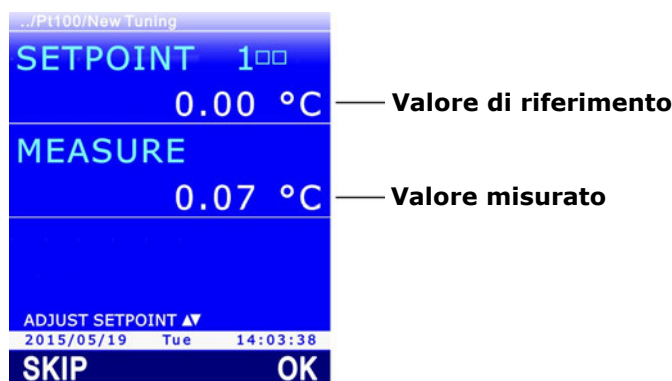 ../Pt100/New Tuning
SETPOINT 1□□
0.00 °C
Valore di riferimento
MEASURE
0.07 °C
Valore misurato
ADJUST SETPOINT ▲▼
2015/05/19 Tue 14:03:38
SKIP OK